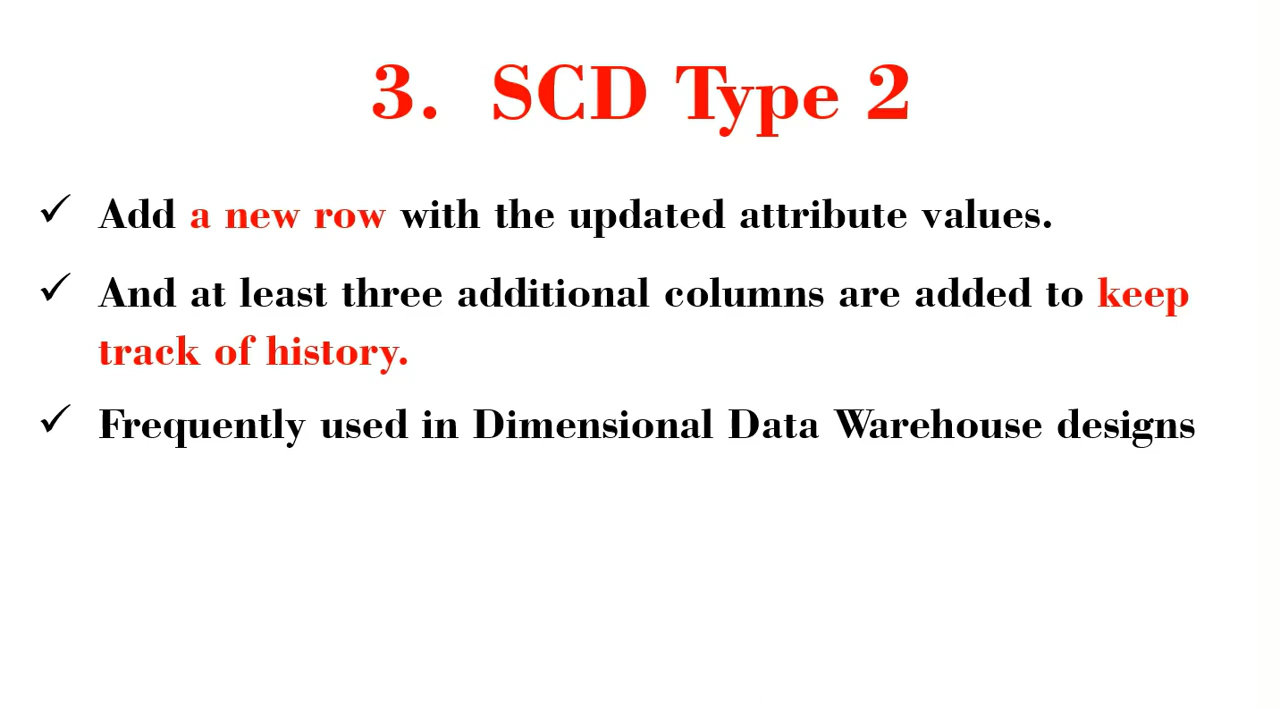 3. SCD Type 2
✓ Add a new row with the updated attribute values.
✓ And at least three additional columns are added to keep
track of history.
✓ Frequently used in Dimensional Data Warehouse designs